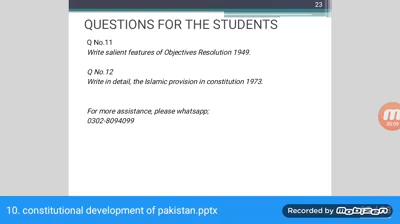 23
QUESTIONS FOR THE STUDENTS
Q No.11
Write salient features of Objectives Resolution 1949.
Q No.12
Write in detail, the Islamic provision in constitution 1973.
For more assistance, please whatsapp;
0302-8094099
10. constitutional development of pakistan.pptx
Recorded by
MOBIZEN